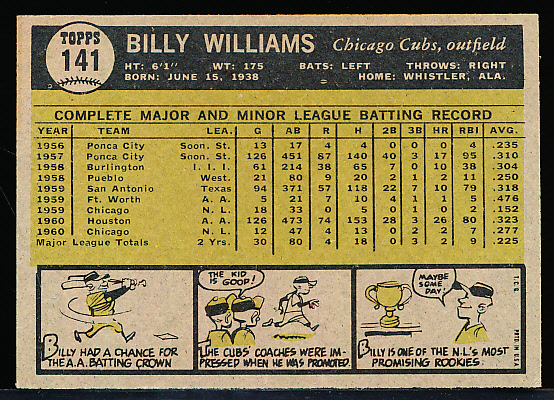 TOPPS
141
BILLY WILLIAMS Chicago Cubs, outfield
HT: 6'1" WT: 175 BATS: LEFT THROWS: RIGHT
BORN: JUNE 15, 1938 HOME: WHISTLER, ALA.
COMPLETE MAJOR AND MINOR LEAGUE BATTING RECORD
YEAR TEAM LEA. G AB R H 2B 3B HR RBI AVG.
1956 Ponca City Soon. St. 13 17 4 4 0 0 0 4 .235
1957 Ponca City Soon. St. 126 451 87 140 40 3 17 95 .310
1958 Burlington I. I. I. 61 214 38 65 7 0 10 38 .304
1958 Pueblo West. 21 80 9 20 2 1 2 11 .250
1959 San Antonio Texas 94 371 57 118 22 7 10 79 .318
1959 Ft. Worth A. A. 5 21 7 10 4 1 1 5 .476
1959 Chicago N. L. 18 33 0 5 0 1 0 2 .152
1960 Houston A. A. 126 473 74 153 28 3 26 80 .323
1960 Chicago N. L. 12 47 4 13 0 2 2 7 .277
Major League Totals 2 Yrs. 30 80 4 18 0 3 2 9 .225
BILLY HAD A CHANCE FOR
THE A.A. BATTING CROWN
THE KID
IS GOOD!
THE CUBS' COACHES WERE IM-
PRESSED WHEN HE WAS PROMOTED.
MAYBE
SOME
DAY!
BILLY IS ONE OF THE N.L'S MOST
PROMISING ROOKIES.
T.C.G.
PRTD. IN U.S.A.